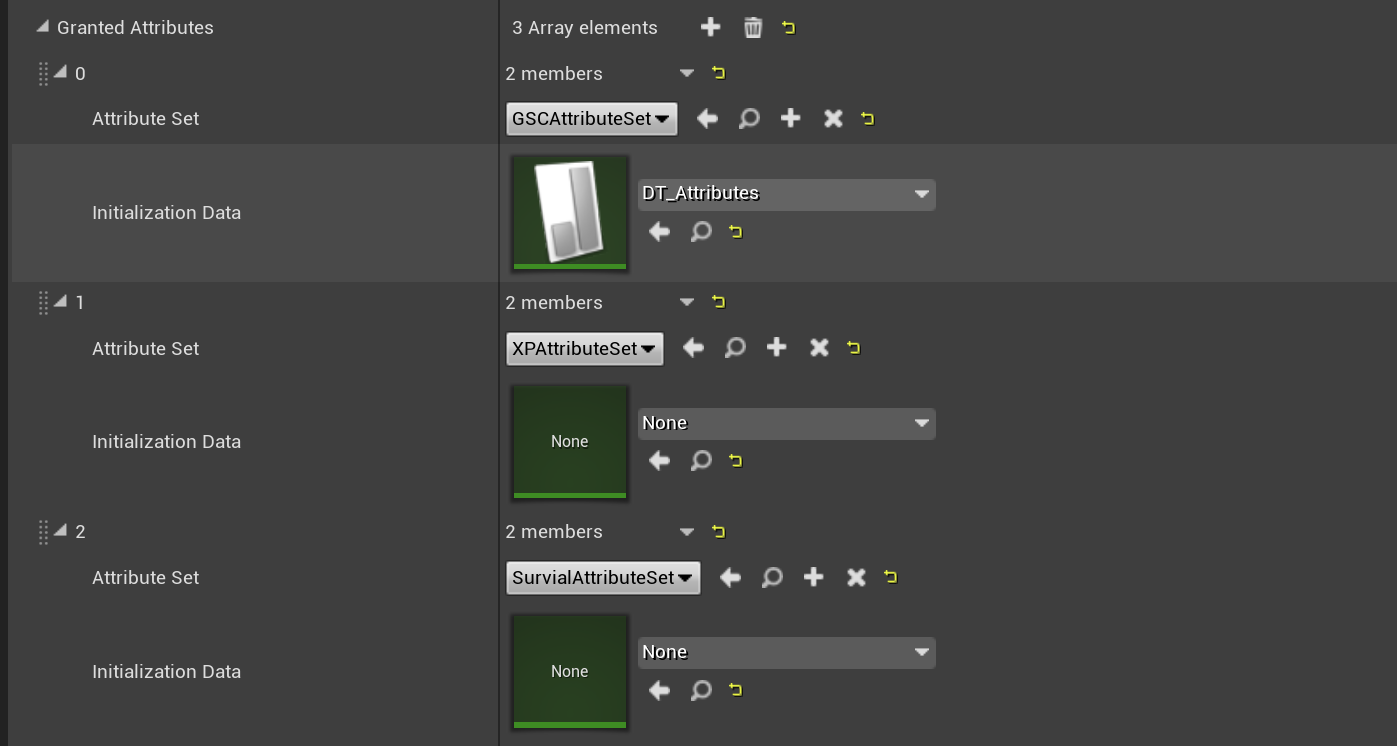 Granted Attributes 3 Array elements
0 2 members
Attribute Set GSCAttributeSet
Initialization Data DT_Attributes
1 2 members
Attribute Set XPAttributeSet
Initialization Data None None
2 2 members
Attribute Set SurvialAttributeSet
Initialization Data None None